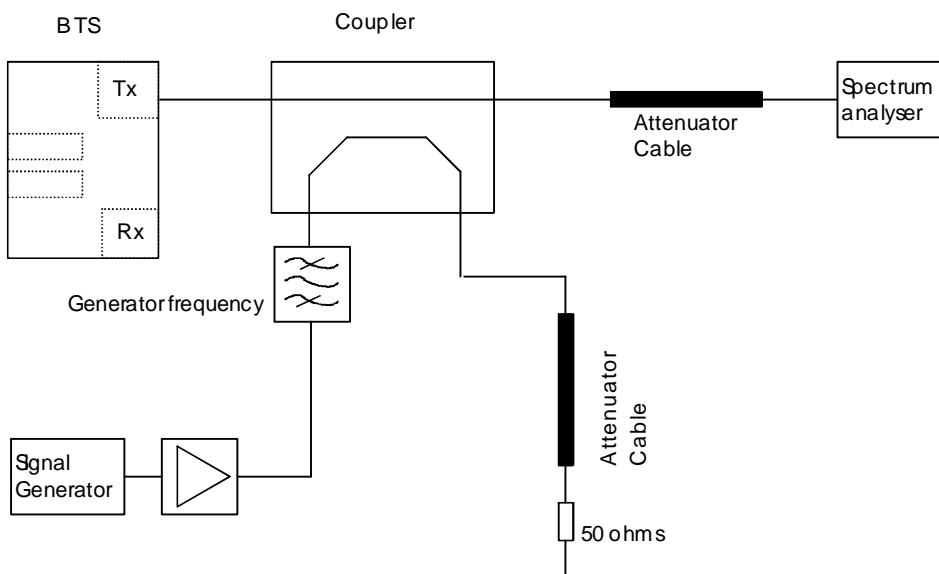 BTS
Coupler
Tx
Spectrum
analyser
Attenuator
Cable
Rx
Generator frequency
Attenuator
Cable
Signal
Generator
50 ohms